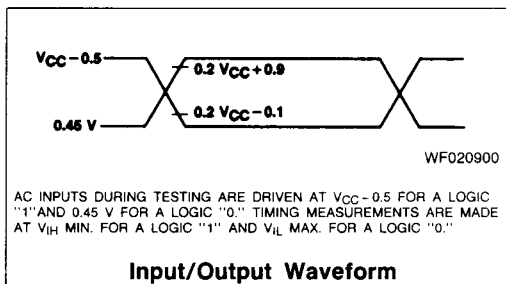 VCC-0.5
0.2 VCC+0.9
0.2 VCC-0.1
0.45 V
WF020900
AC INPUTS DURING TESTING ARE DRIVEN AT VCC-0.5 FOR A LOGIC
"1"AND 0.45 V FOR A LOGIC "0." TIMING MEASUREMENTS ARE MADE
AT VIH MIN. FOR A LOGIC "1" AND VIL MAX. FOR A LOGIC "0."
Input/Output Waveform